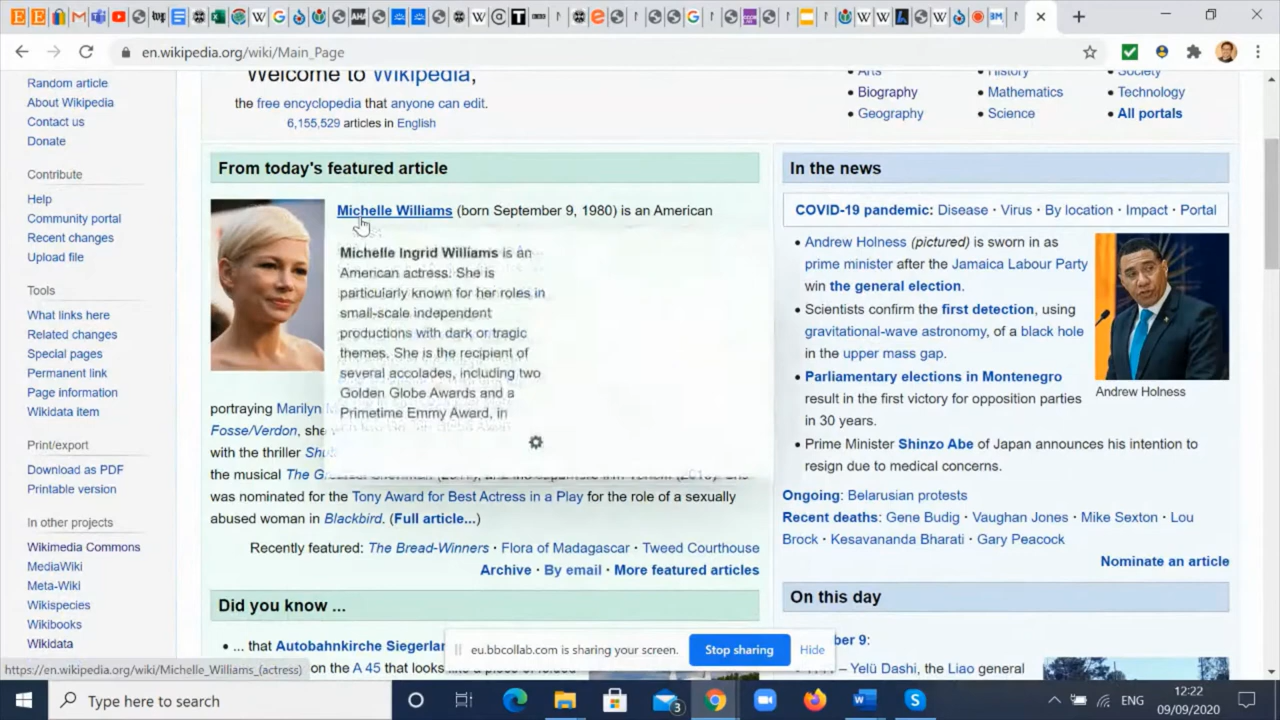 en.wikipedia.org/wiki/Main_Page
Random article
About Wikipedia
Contact us
Donate
Contribute
Help
Community portal
Recent changes
Upload file
Tools
What links here
Related changes
Special pages
Permanent link
Page information
Wikidata item
Print/export
Download as PDF
Printable version
In other projects
Wikimedia Commons
MediaWiki
Meta-Wiki
Wikispecies
Wikibooks
Wikidata
Welcome to Wikipedia,
the free encyclopedia that anyone can edit.
6,155,529 articles in English
Arts
History
Society
Biography
Mathematics
Technology
Geography
Science
All portals
From today's featured article
Michelle Williams (born September 9, 1980) is an American
Michelle Ingrid Williams is an
American actress. She is
particularly known for her roles in
small-scale independent
productions with dark or tragic
themes. She is the recipient of
several accolades, including two
Golden Globe Awards and a
Primetime Emmy Award, in
portraying Marilyn
Fosse/Verdon, she
with the thriller
the musical The
was nominated for the Tony Award for Best Actress in a Play for the role of a sexually
abused woman in Blackbird. (Full article...)
Recently featured: The Bread-Winners · Flora of Madagascar · Tweed Courthouse
Archive · By email · More featured articles
Did you know ...
... that Autobahnkirche
on the A 45 that looks
In the news
COVID-19 pandemic: Disease · Virus · By location · Impact · Portal
Andrew Holness (pictured) is sworn in as
prime minister after the Jamaica Labour Party
win the general election.
Scientists confirm the first detection, using
gravitational-wave astronomy, of a black hole
in the upper mass gap.
Parliamentary elections in Montenegro
result in the first victory for opposition parties
in 30 years.
Prime Minister Shinzo Abe of Japan announces his intention to
resign due to medical concerns.
Andrew Holness
Ongoing: Belarusian protests
Recent deaths: Gene Budig · Vaughan Jones · Mike Sexton · Lou
Brock · Kesavananda Bharati · Gary Peacock
Nominate an article
On this day
9:
– Yelü Dashi, the Liao general
eu.bbcollab.com is sharing your screen.
Stop sharing
Hide
https://en.wikipedia.org/wiki/Michelle_Williams_(actress)
Type here to search
3
ENG
12:22
09/09/2020